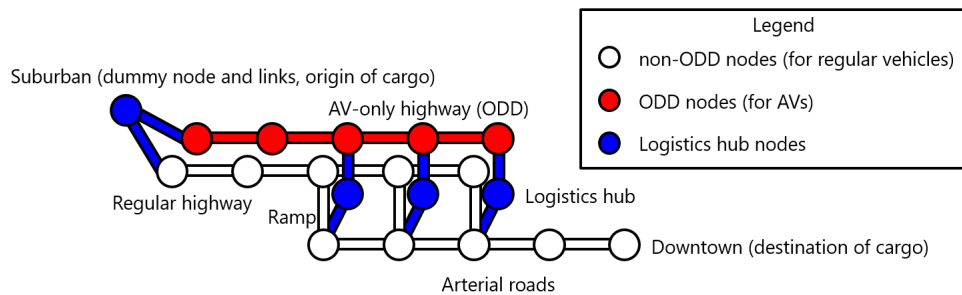 Legend
non-ODD nodes (for regular vehicles)
ODD nodes (for AVs)
Logistics hub nodes
Suburban (dummy node and links, origin of cargo)
AV-only highway (ODD)
Regular highway
Ramp
Logistics hub
Downtown (destination of cargo)
Arterial roads